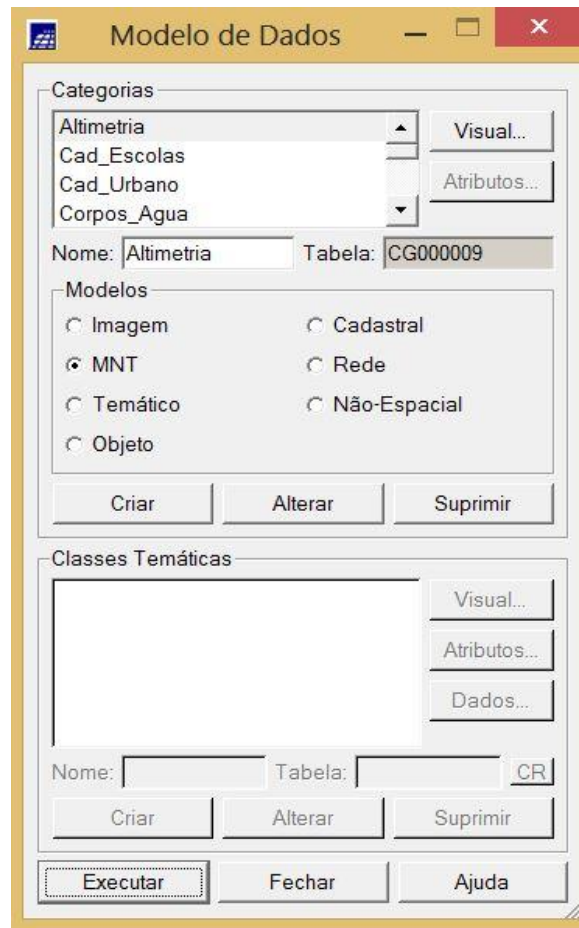 Modelo de Dados
Categorias
Altimetria
Cad_Escolas
Cad_Urbano
Corpos_Agua
Visual...
Atributos...
Nome: Altimetria Tabela: CG000009
Modelos
Imagem Cadastral
MNT Rede
Temático Não-Espacial
Objeto
Criar Alterar Suprimir
Classes Temáticas
Visual...
Atributos...
Dados...
Nome: Tabela: CR
Criar Alterar Suprimir
Executar Fechar Ajuda